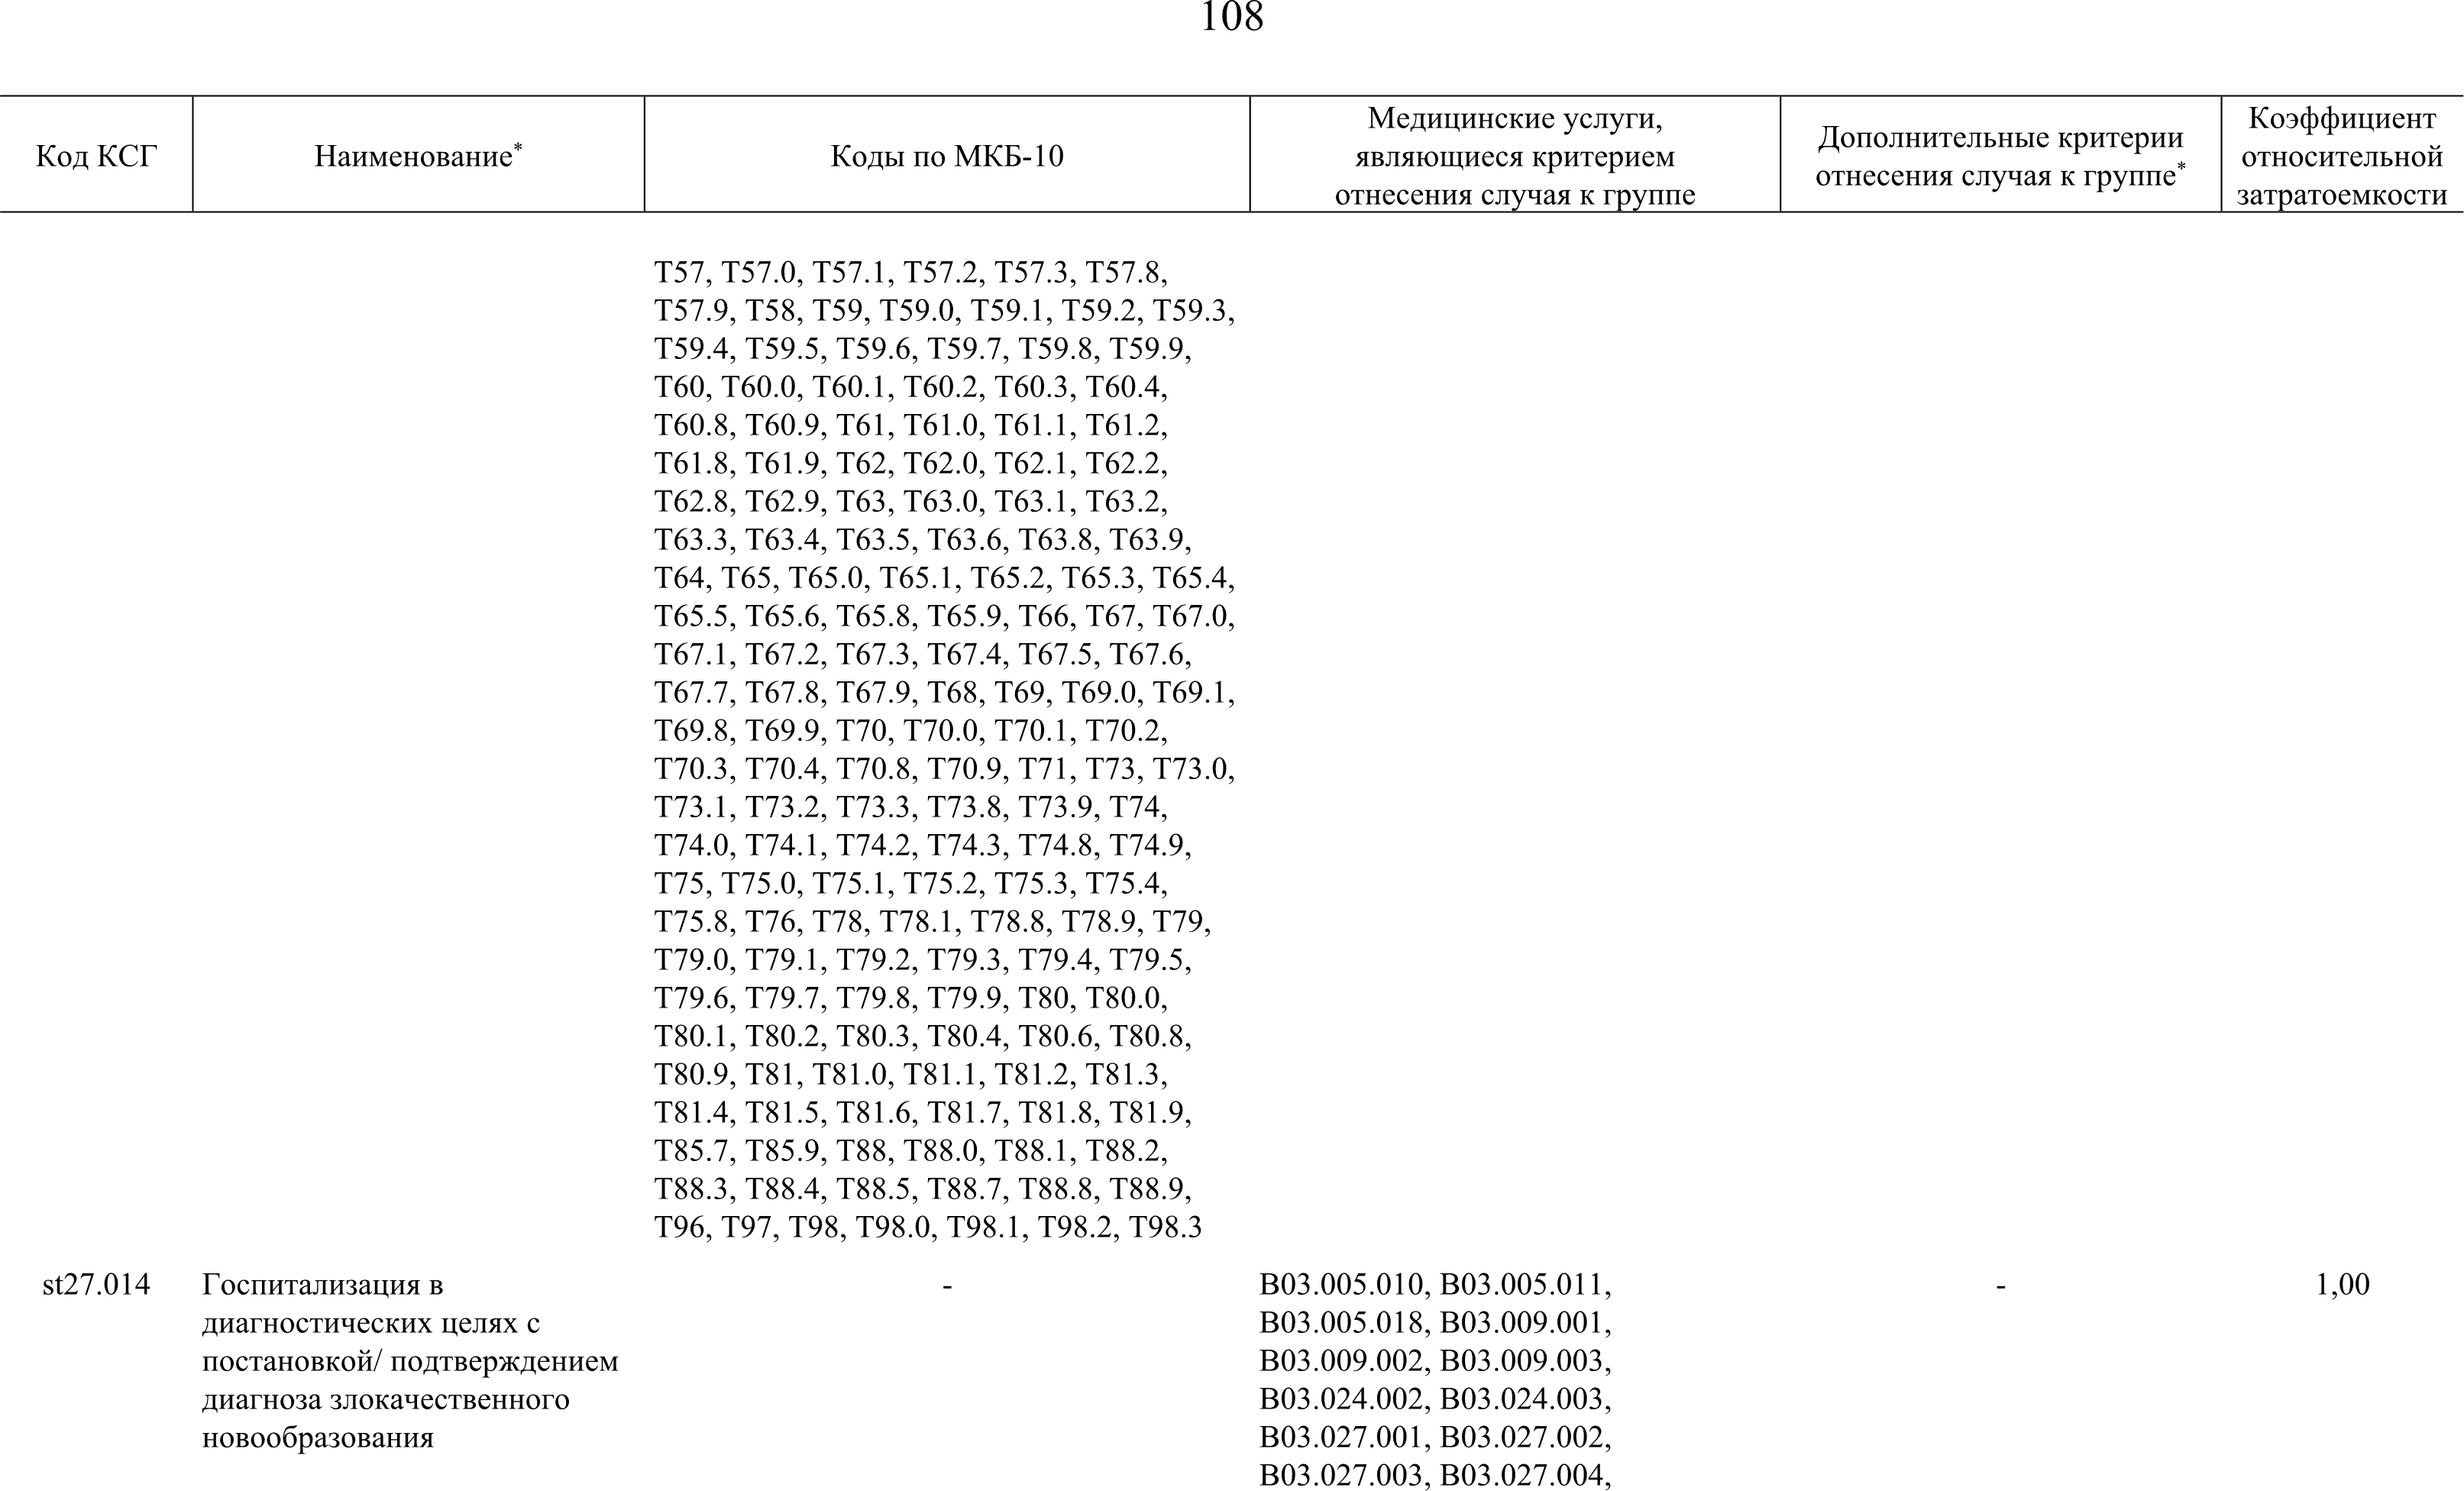 108
Код КСГ
Наименование*
Коды по МКБ-10
Медицинские услуги,
являющиеся критерием
отнесения случая к группе
Дополнительные критерии
отнесения случая к группе*
Коэффициент
относительной
затратоемкости
T57, T57.0, T57.1, T57.2, T57.3, T57.8,
T57.9, T58, T59, T59.0, T59.1, T59.2, T59.3,
T59.4, T59.5, T59.6, T59.7, T59.8, T59.9,
T60, T60.0, T60.1, T60.2, T60.3, T60.4,
T60.8, T60.9, T61, T61.0, T61.1, T61.2,
T61.8, T61.9, T62, T62.0, T62.1, T62.2,
T62.8, T62.9, T63, T63.0, T63.1, T63.2,
T63.3, T63.4, T63.5, T63.6, T63.8, T63.9,
T64, T65, T65.0, T65.1, T65.2, T65.3, T65.4,
T65.5, T65.6, T65.8, T65.9, T66, T67, T67.0,
T67.1, T67.2, T67.3, T67.4, T67.5, T67.6,
T67.7, T67.8, T67.9, T68, T69, T69.0, T69.1,
T69.8, T69.9, T70, T70.0, T70.1, T70.2,
T70.3, T70.4, T70.8, T70.9, T71, T73, T73.0,
T73.1, T73.2, T73.3, T73.8, T73.9, T74,
T74.0, T74.1, T74.2, T74.3, T74.8, T74.9,
T75, T75.0, T75.1, T75.2, T75.3, T75.4,
T75.8, T76, T78, T78.1, T78.8, T78.9, T79,
T79.0, T79.1, T79.2, T79.3, T79.4, T79.5,
T79.6, T79.7, T79.8, T79.9, T80, T80.0,
T80.1, T80.2, T80.3, T80.4, T80.6, T80.8,
T80.9, T81, T81.0, T81.1, T81.2, T81.3,
T81.4, T81.5, T81.6, T81.7, T81.8, T81.9,
T85.7, T85.9, T88, T88.0, T88.1, T88.2,
T88.3, T88.4, T88.5, T88.7, T88.8, T88.9,
T96, T97, T98, T98.0, T98.1, T98.2, T98.3
st27.014
Госпитализация в
диагностических целях с
постановкой/ подтверждением
диагноза злокачественного
новообразования
-
B03.005.010, B03.005.011,
B03.005.018, B03.009.001,
B03.009.002, B03.009.003,
B03.024.002, B03.024.003,
B03.027.001, B03.027.002,
B03.027.003, B03.027.004,
-
1,00